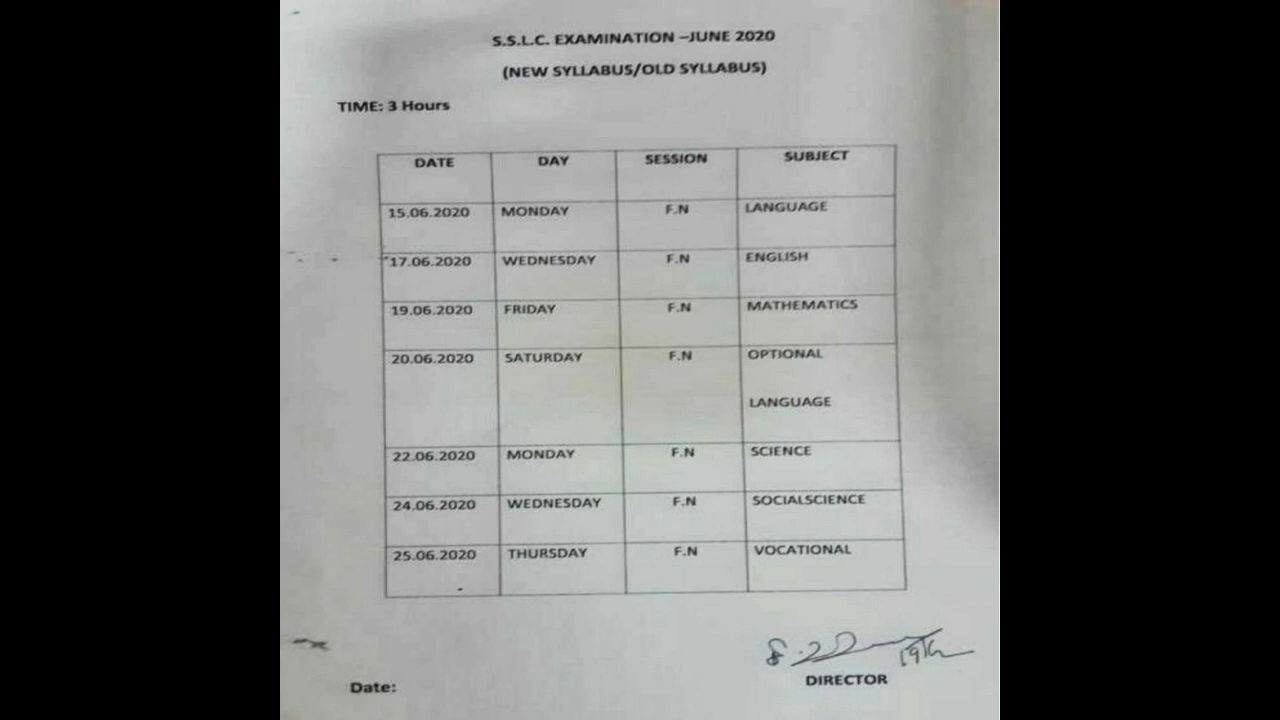 S.S.L.C. EXAMINATION –JUNE 2020
(NEW SYLLABUS/OLD SYLLABUS)
TIME: 3 Hours
DATE DAY SESSION SUBJECT
15.06.2020 MONDAY F.N LANGUAGE
17.06.2020 WEDNESDAY F.N ENGLISH
19.06.2020 FRIDAY F.N MATHEMATICS
20.06.2020 SATURDAY F.N OPTIONAL
LANGUAGE
22.06.2020 MONDAY F.N SCIENCE
24.06.2020 WEDNESDAY F.N SOCIALSCIENCE
25.06.2020 THURSDAY F.N VOCATIONAL
DIRECTOR
Date: